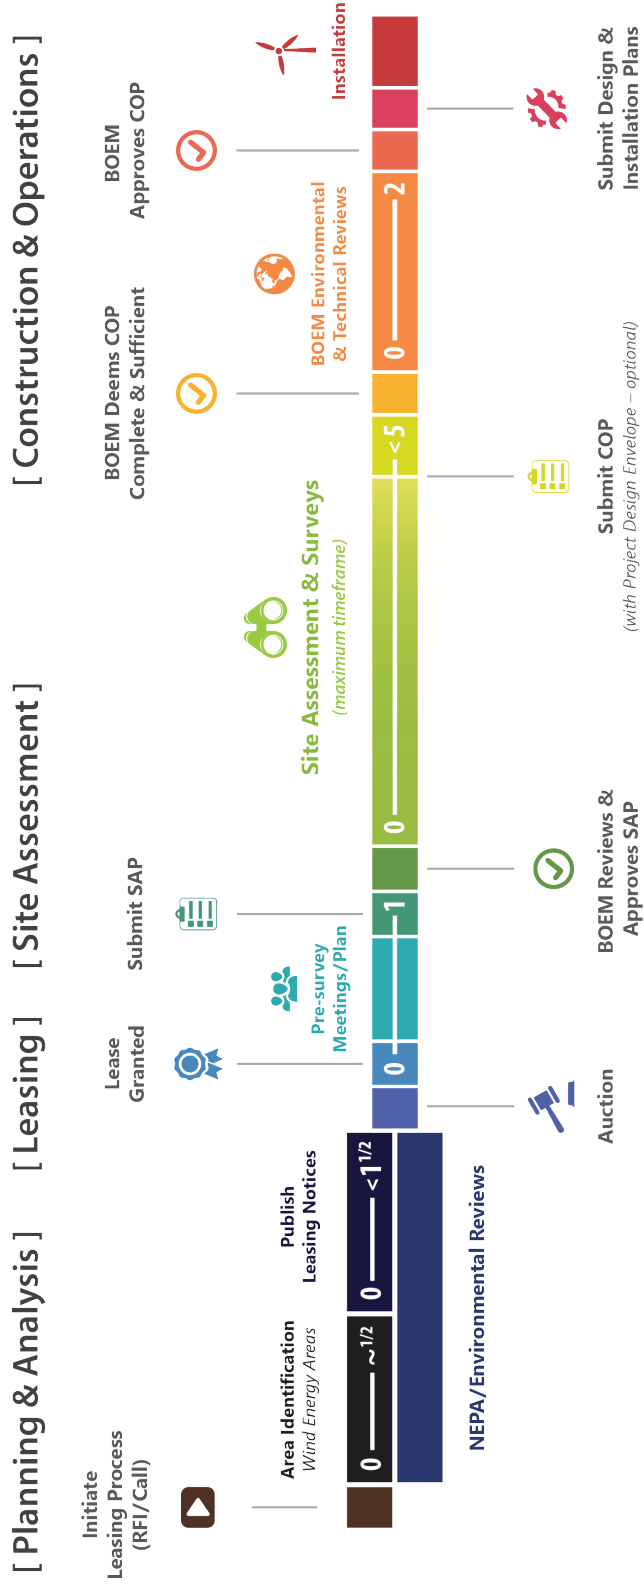 [ Planning & Analysis ]
[ Leasing ]
[ Site Assessment ]
[ Construction & Operations ]
Initiate
Leasing Process
(RFI/Call)
Lease
Granted
Submit SAP
BOEM Deems COP
Complete & Sufficient
BOEM
Approves COP
Area Identification
Wind Energy Areas
Publish
Leasing Notices
Pre-survey
Meetings/Plan
Site Assessment & Surveys
(maximum timeframe)
BOEM Environmental
& Technical Reviews
Installation
0 ~1/2
0 <1 1/2
0 1
0 <5
0 2
NEPA/Environmental Reviews
Auction
BOEM Reviews &
Approves SAP
Submit COP
(with Project Design Envelope – optional)
Submit Design &
Installation Plans